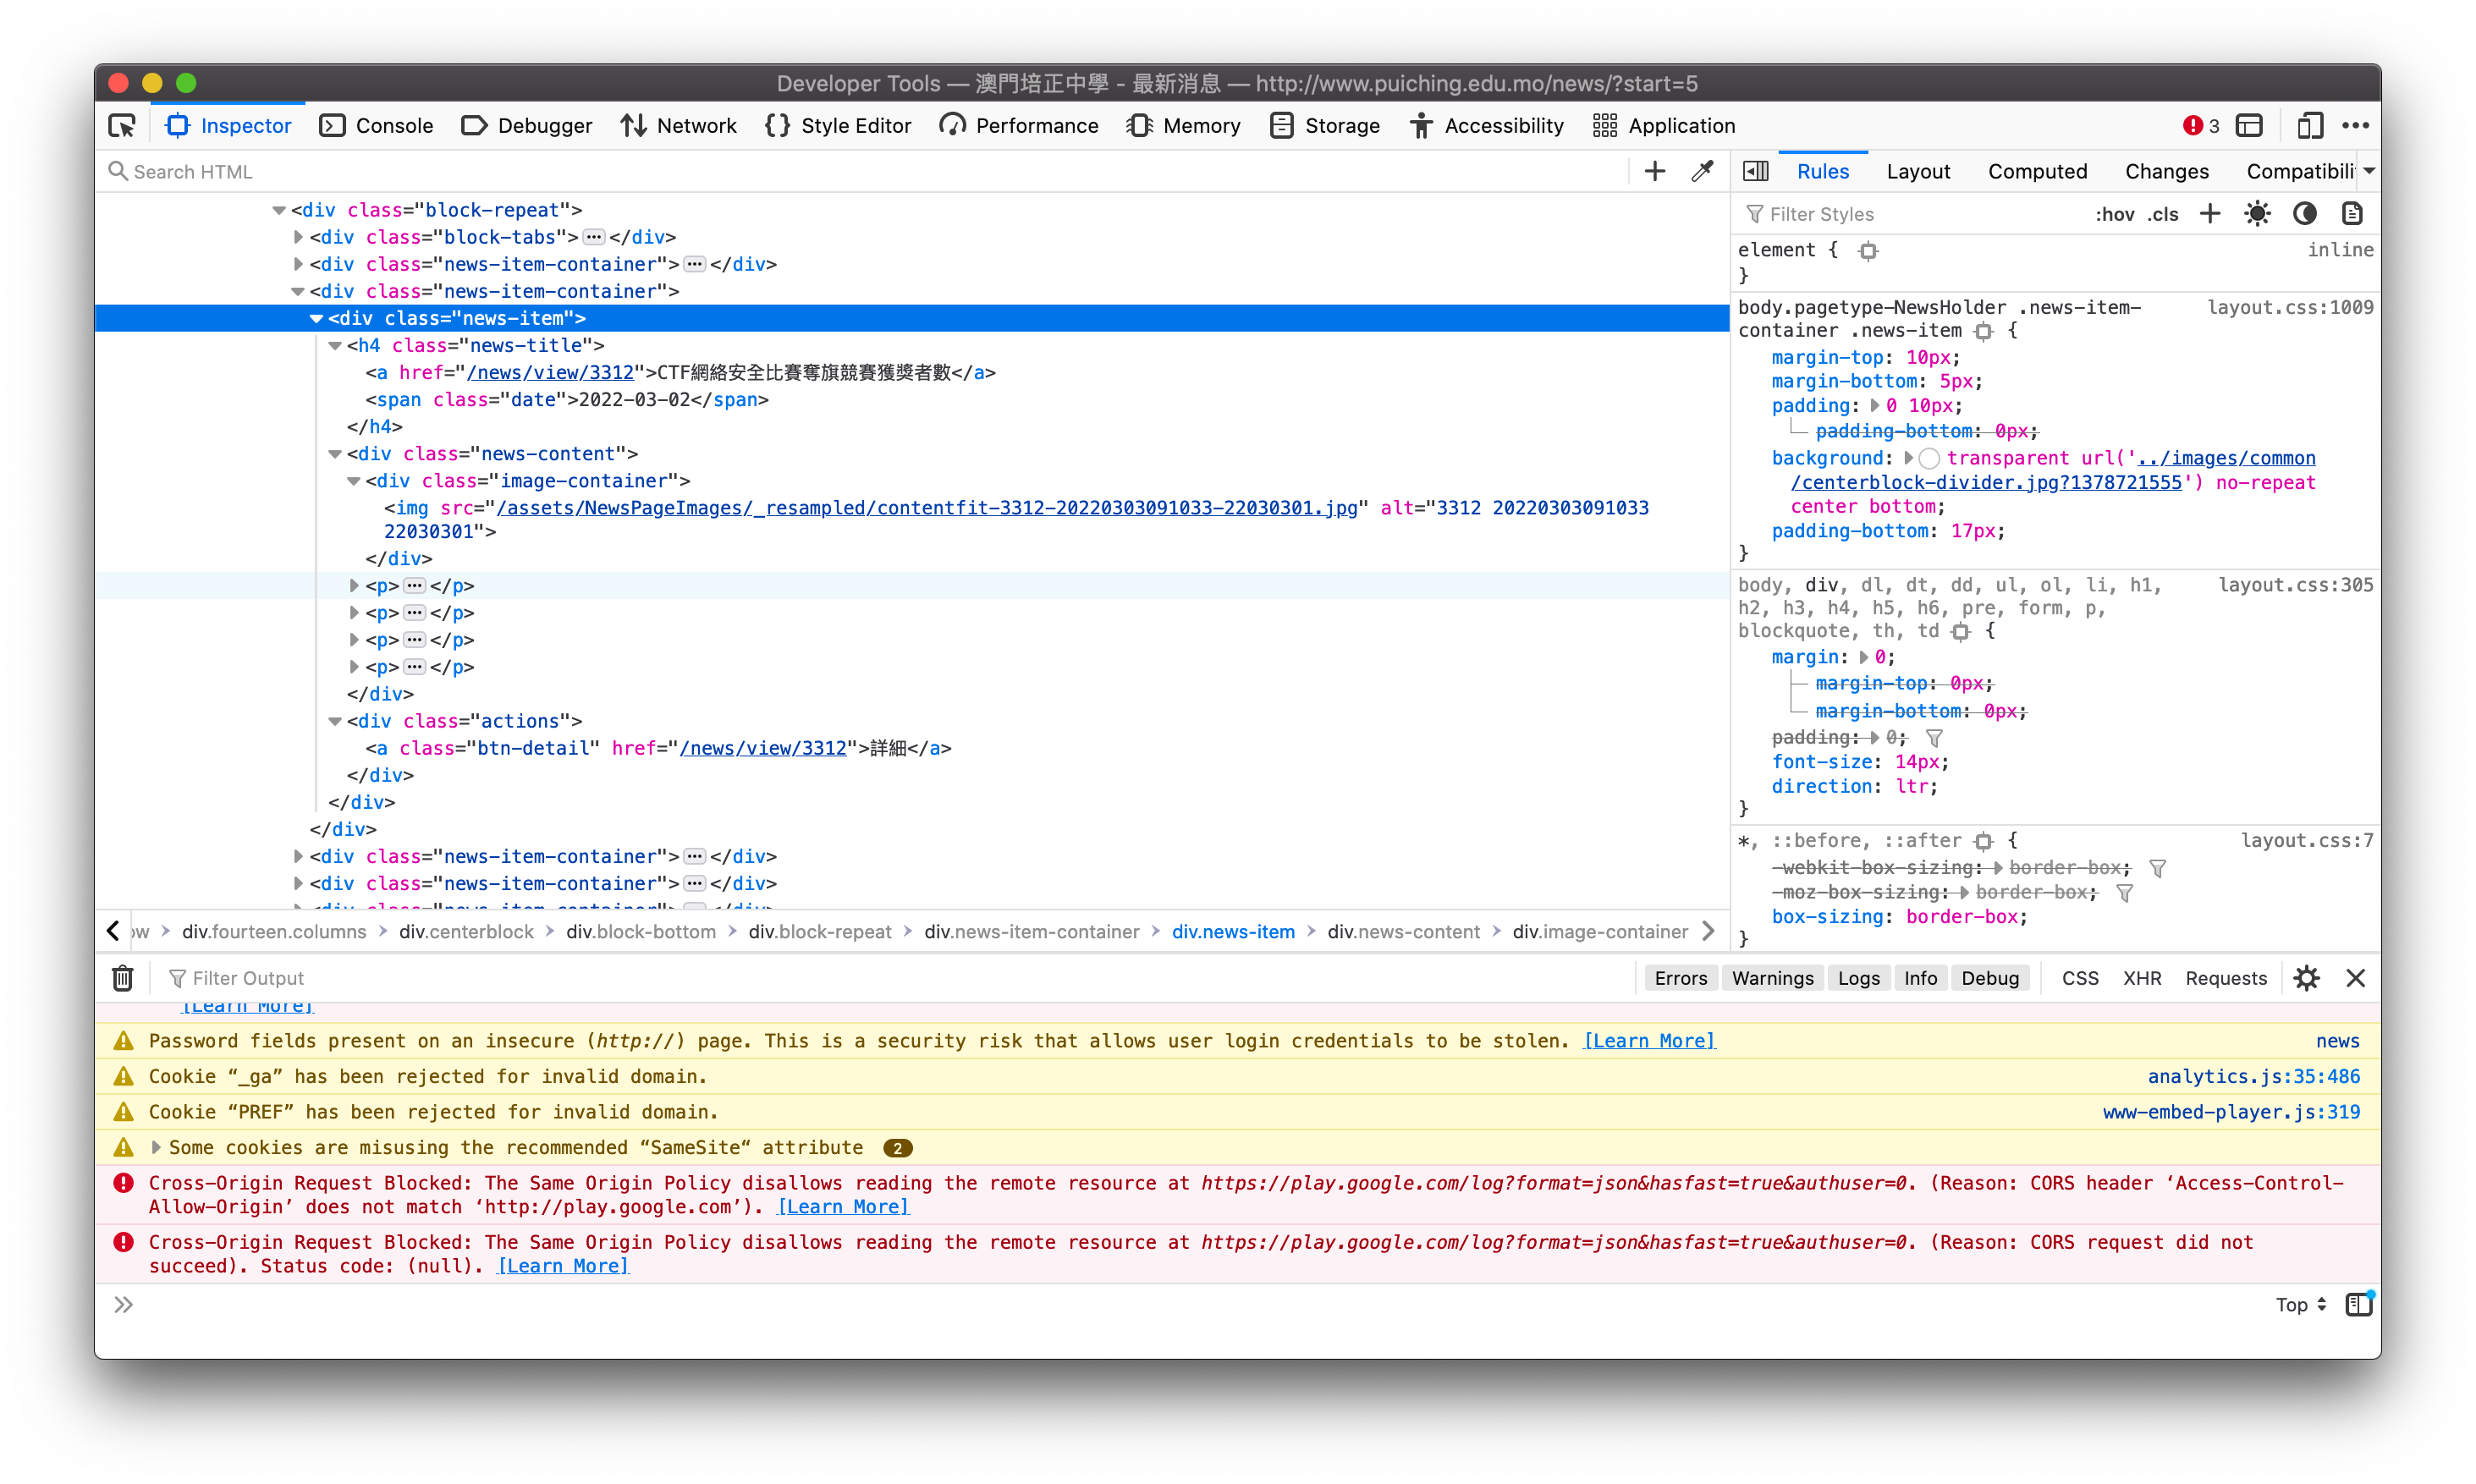 Developer Tools — 澳門培正中學 - 最新消息 — http://www.puiching.edu.mo/news/?start=5
Inspector Console Debugger Network Style Editor Performance Memory Storage Accessibility Application 3
Search HTML
<div class="block-repeat">
<div class="block-tabs"> </div>
<div class="news-item-container"> </div>
<div class="news-item-container">
<div class="news-item">
<h4 class="news-title">
<a href="/news/view/3312">CTF網絡安全比賽奪旗競賽獲獎者數</a>
<span class="date">2022-03-02</span>
</h4>
<div class="news-content">
<div class="image-container">
<img src="/assets/NewsPageImages/_resampled/contentfit-3312-20220303091033-22030301.jpg" alt="3312 20220303091033
22030301">
</div>
<p> </p>
<p> </p>
<p> </p>
<p> </p>
</div>
<div class="actions">
<a class="btn-detail" href="/news/view/3312">詳細</a>
</div>
</div>
</div>
<div class="news-item-container"> </div>
<div class="news-item-container"> </div>
<div class="news-item-container"> </div>
div.fourteen.columns > div.centerblock > div.block-bottom > div.block-repeat > div.news-item-container > div.news-item > div.news-content > div.image-container
Rules Layout Computed Changes
Filter Styles :hov .cls
element { inline
}
body.pagetype-NewsHolder .news-item- layout.css:1009
container .news-item {
margin-top: 10px;
margin-bottom: 5px;
padding: 0 10px;
padding-bottom: 0px;
background: transparent url('../images/common
/centerblock-divider.jpg?1378721555') no-repeat
center bottom;
padding-bottom: 17px;
}
body, div, dl, dt, dd, ul, ol, li, h1, layout.css:305
h2, h3, h4, h5, h6, pre, form, p,
blockquote, th, td {
margin: 0;
margin-top: 0px;
margin-bottom: 0px;
padding: 0;
font-size: 14px;
direction: ltr;
}
*, ::before, ::after { layout.css:7
-webkit-box-sizing: border-box;
-moz-box-sizing: border-box;
box-sizing: border-box;
}
Filter Output Errors Warnings Logs Info Debug CSS XHR Requests
[Learn More]
Password fields present on an insecure (http://) page. This is a security risk that allows user login credentials to be stolen. [Learn More] news
Cookie “_ga” has been rejected for invalid domain. analytics.js:35:486
Cookie “PREF” has been rejected for invalid domain. www-embed-player.js:319
Some cookies are misusing the recommended “SameSite“ attribute 2
Cross-Origin Request Blocked: The Same Origin Policy disallows reading the remote resource at https://play.google.com/log?format=json&hasfast=true&authuser=0. (Reason: CORS header ‘Access-Control-
Allow-Origin’ does not match ‘http://play.google.com’). [Learn More]
Cross-Origin Request Blocked: The Same Origin Policy disallows reading the remote resource at https://play.google.com/log?format=json&hasfast=true&authuser=0. (Reason: CORS request did not
succeed). Status code: (null). [Learn More]
Top